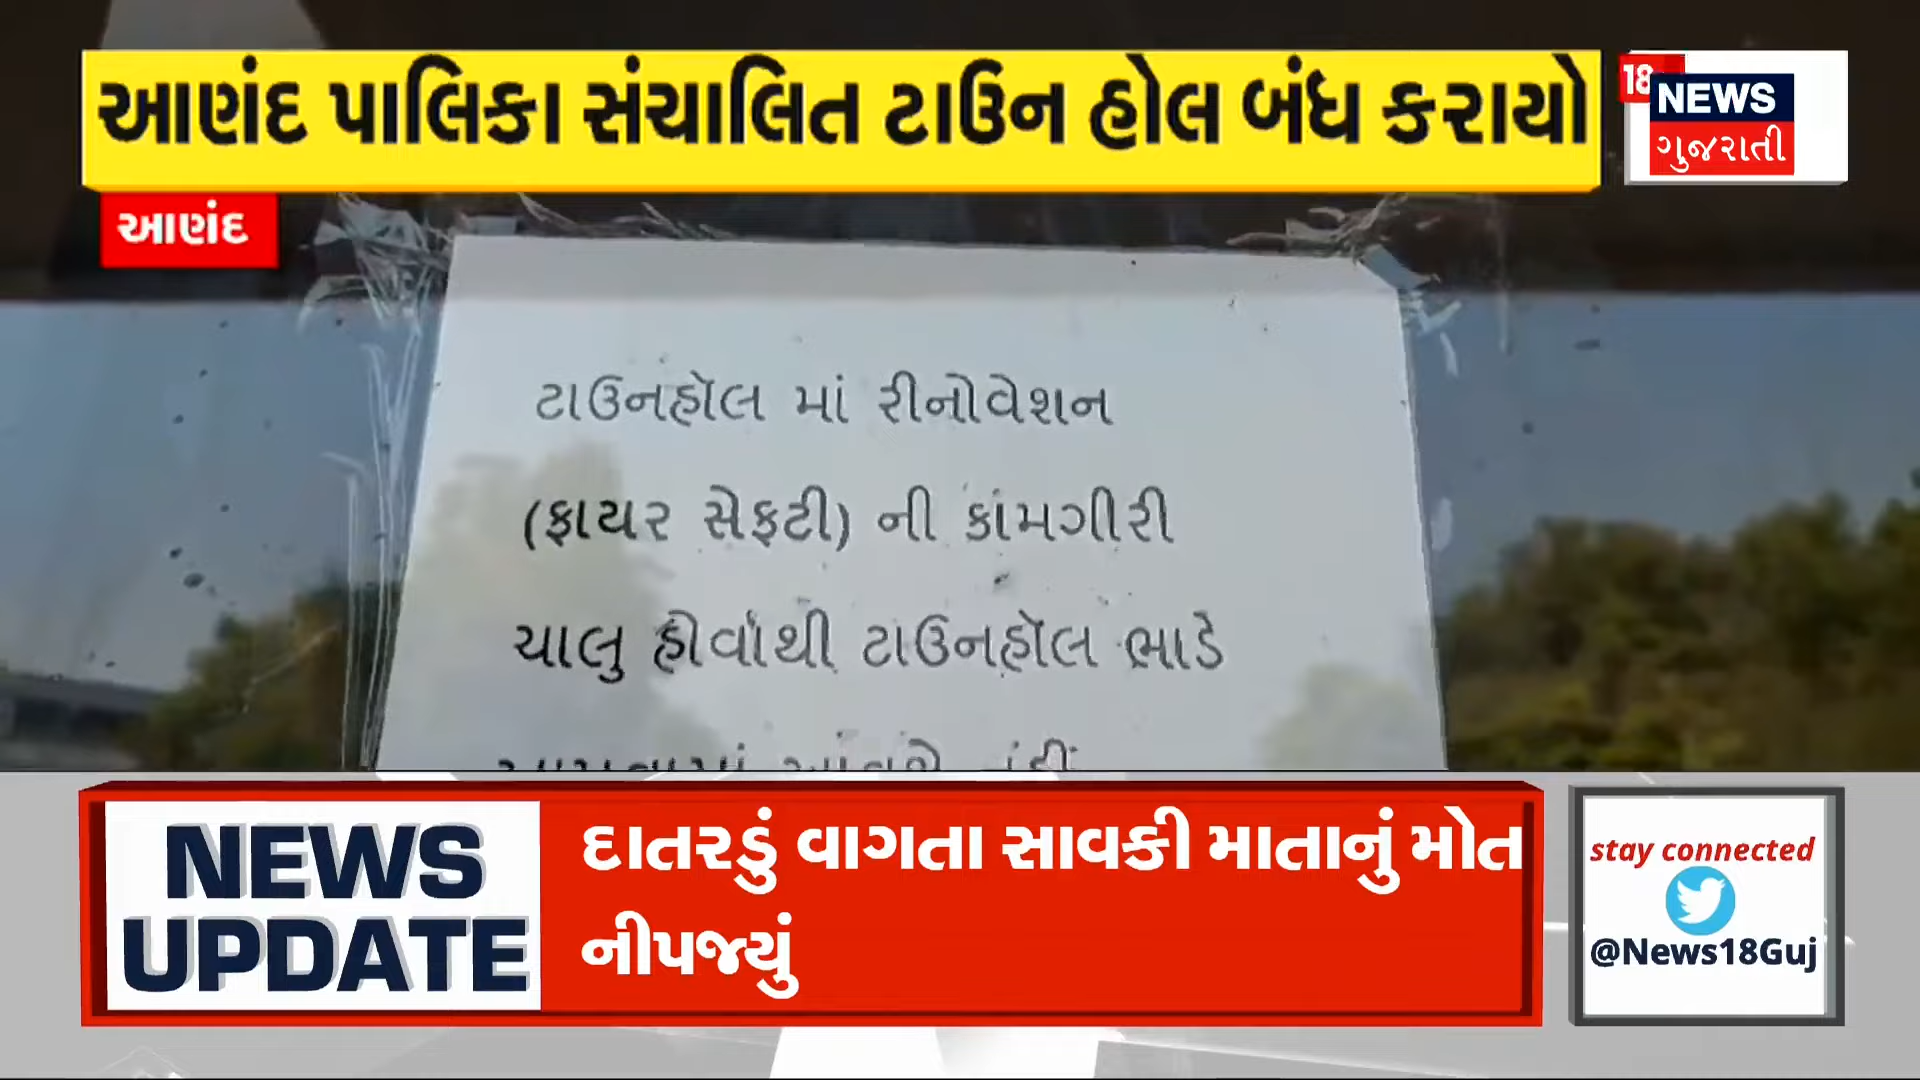 આણંદ પાલિકા સંચાલિત ટાઉન હોલ બંધ કરાયો
18
NEWS
ગુજરાતી
આણંદ
ટાઉનહૉલ માં રીનોવેશન
(ફાયર સેફટી) ની કામગીરી
ચાલુ હોવાથી ટાઉનહૉલ ભાડે
NEWS
UPDATE
દાતરડું વાગતા સાવકી માતાનું મોત
નીપજ્યું
stay connected
@News18Guj